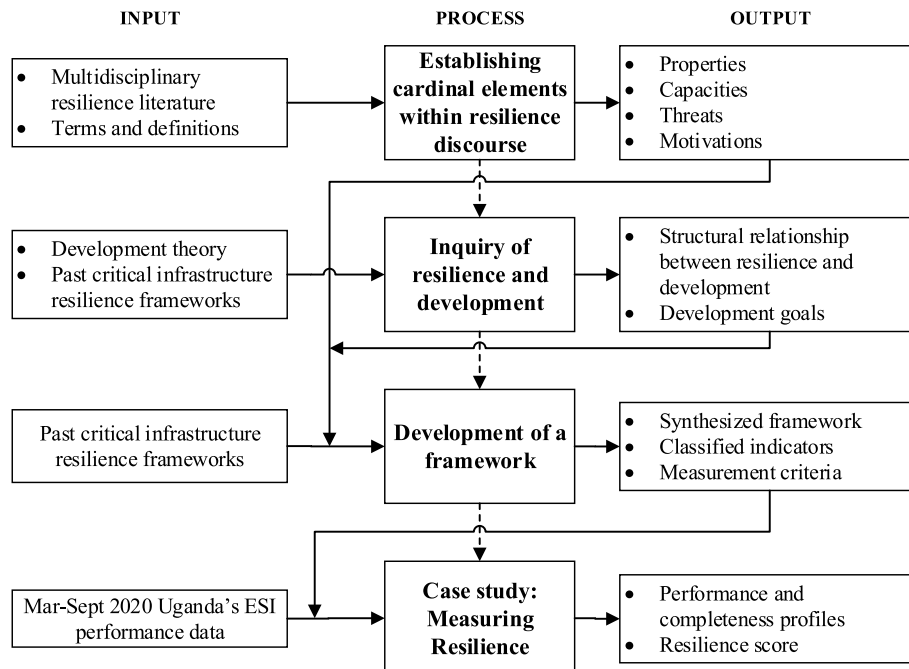 INPUT
PROCESS
OUTPUT
• Multidisciplinary
resilience literature
• Terms and definitions
Establishing
cardinal elements
within resilience
discourse
• Properties
• Capacities
• Threats
• Motivations
• Development theory
• Past critical infrastructure
resilience frameworks
Inquiry of
resilience and
development
• Structural relationship
between resilience and
development
• Development goals
Past critical infrastructure
resilience frameworks
Development of a
framework
• Synthesized framework
• Classified indicators
• Measurement criteria
Mar-Sept 2020 Uganda's ESI
performance data
Case study:
Measuring
Resilience
• Performance and
completeness profiles
• Resilience score